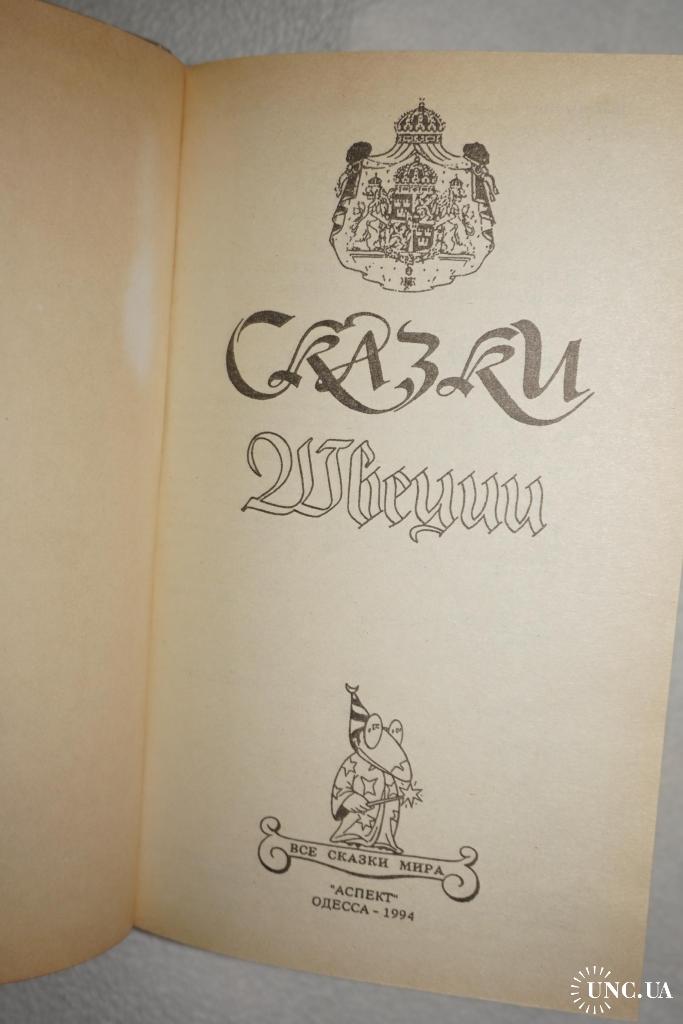 Сказки
Швеции
ВСЕ СКАЗКИ МИРА
"АСПЕКТ"
ОДЕССА - 1994
UNC.UA